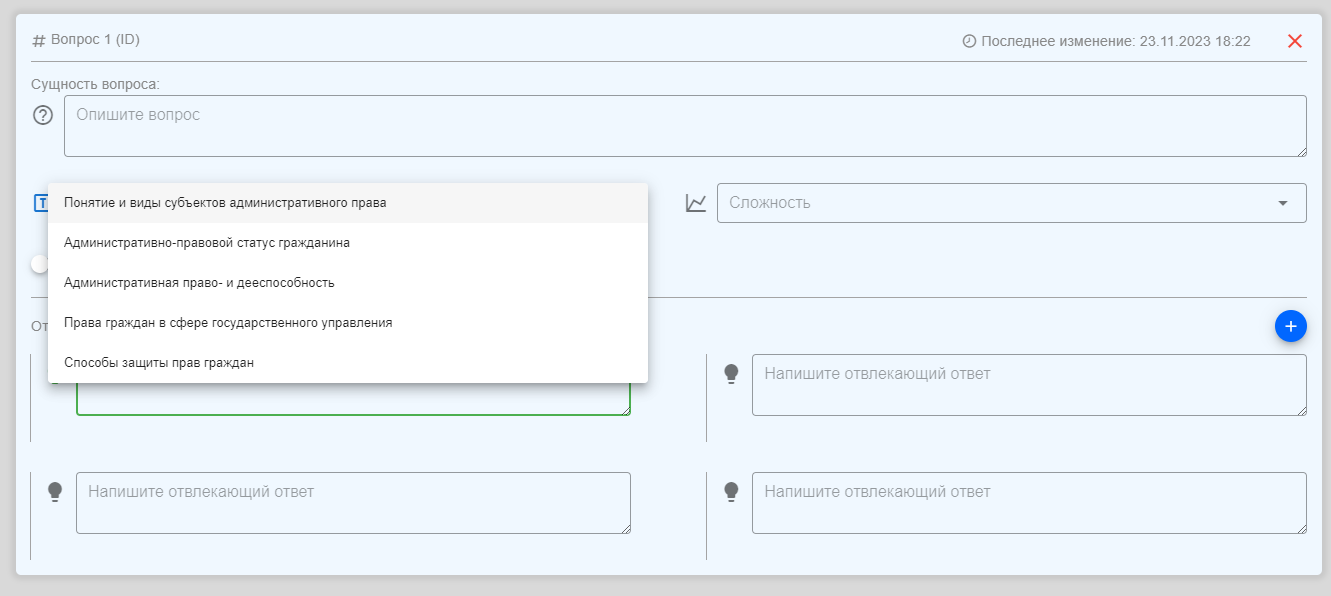 Вопрос 1 (ID)
Последнее изменение: 23.11.2023 18:22
Сущность вопроса:
Опишите вопрос
Понятие и виды субъектов административного права
Сложность
Административно-правовой статус гражданина
Административная право- и дееспособность
Права граждан в сфере государственного управления
Способы защиты прав граждан
Напишите отвлекающий ответ
Напишите отвлекающий ответ
Напишите отвлекающий ответ